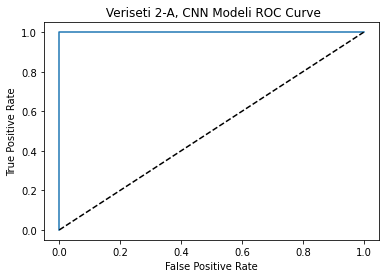 Veriseti 2-A, CNN Modeli ROC Curve
True Positive Rate
1.0
0.8
0.6
0.4
0.2
0.0
0.0 0.2 0.4 0.6 0.8 1.0
False Positive Rate